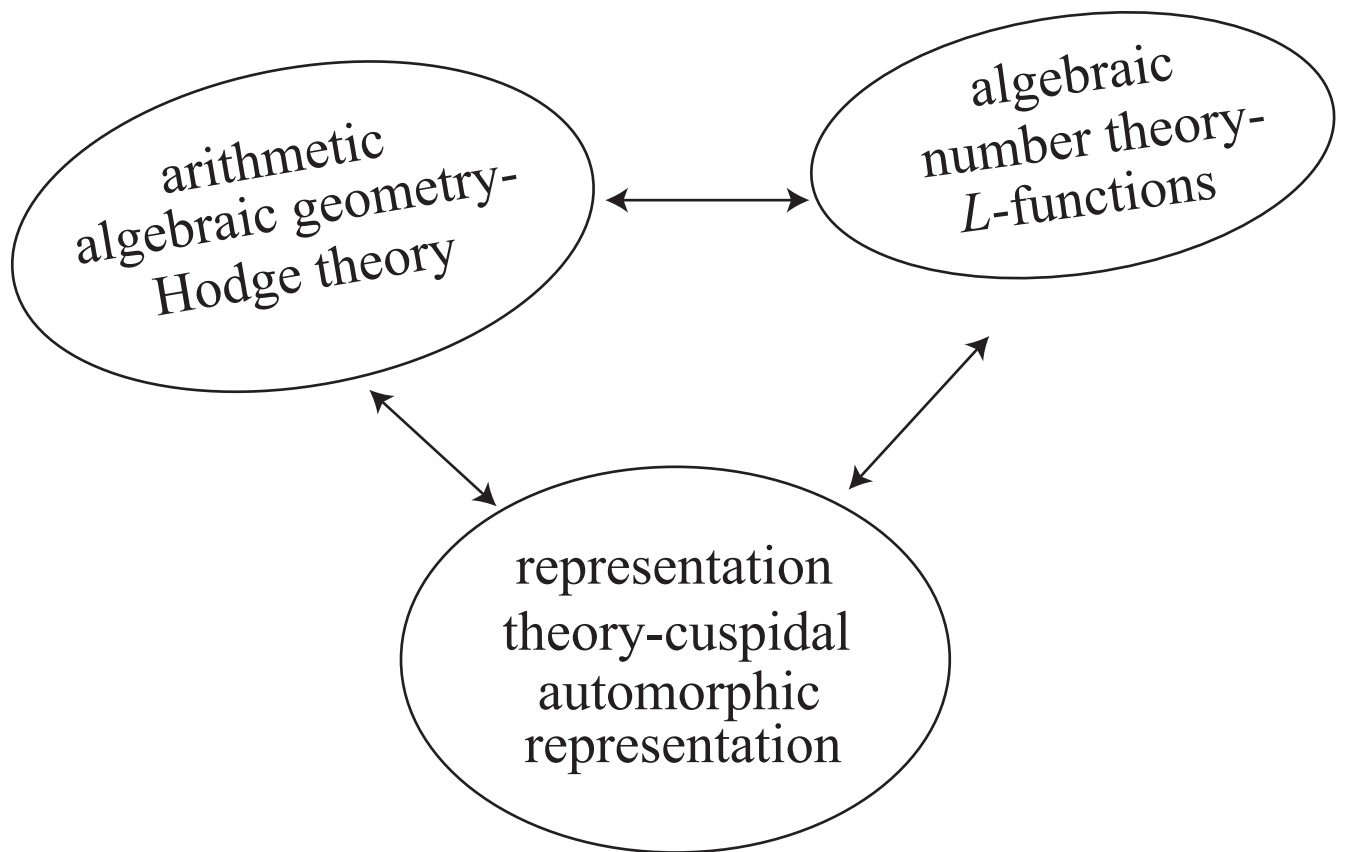 arithmetic
algebraic geometry-
Hodge theory
algebraic
number theory-
L-functions
representation
theory-cuspidal
automorphic
representation